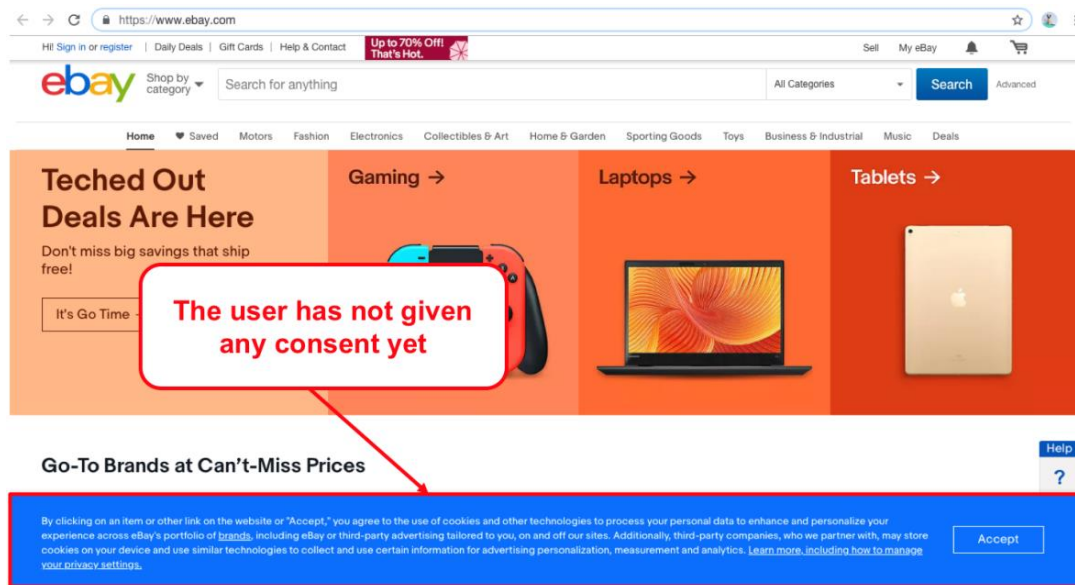 https://www.ebay.com
Hi! Sign in or register | Daily Deals | Gift Cards | Help & Contact
Up to 70% Off!
That's Hot.
Sell My eBay
ebay
Shop by
category
Search for anything
All Categories
Search
Advanced
Home Saved Motors Fashion Electronics Collectibles & Art Home & Garden Sporting Goods Toys Business & Industrial Music Deals
Teched Out
Deals Are Here
Don't miss big savings that ship
free!
It's Go Time
Gaming →
Laptops →
Tablets →
The user has not given
any consent yet
Go-To Brands at Can't-Miss Prices
Help
?
By clicking on an item or other link on the website or "Accept," you agree to the use of cookies and other technologies to process your personal data to enhance and personalize your
experience across eBay's portfolio of brands, including eBay or third-party advertising tailored to you, on and off our sites. Additionally, third-party companies, who we partner with, may store
cookies on your device and use similar technologies to collect and use certain information for advertising personalization, measurement and analytics. Learn more, including how to manage
your privacy settings.
Accept